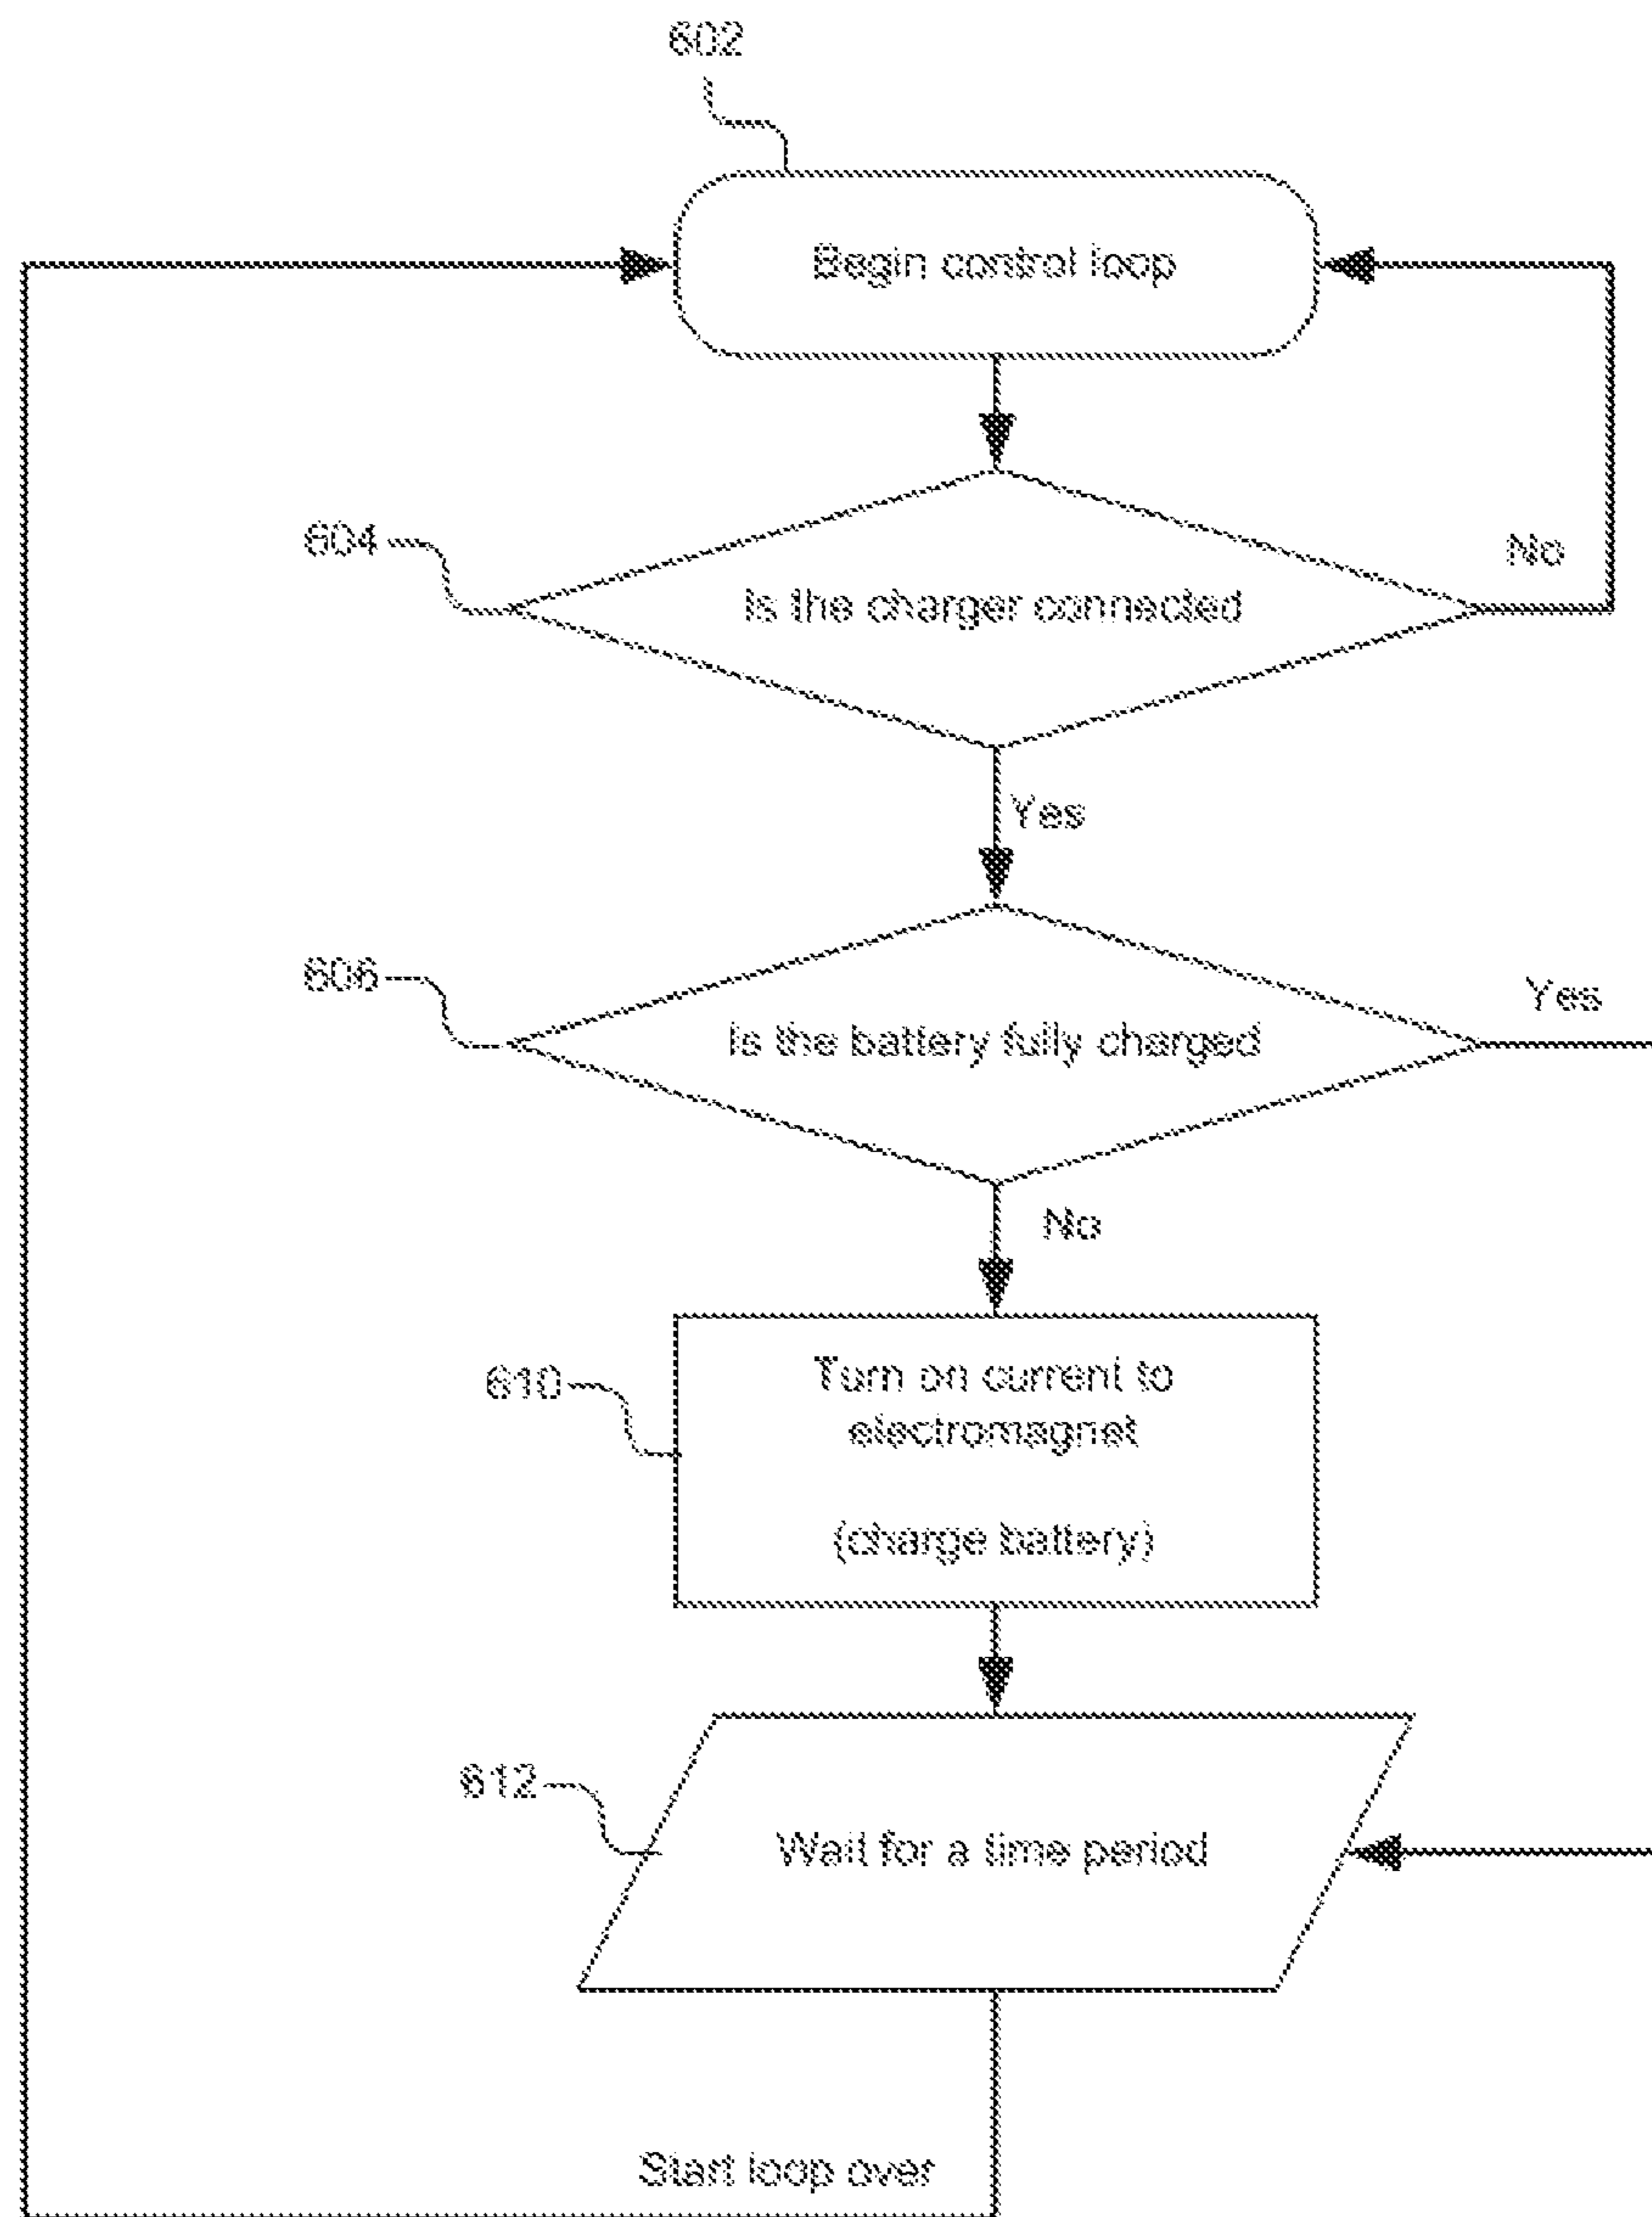 602
Begin control loop
604
Is the charger connected
No
Yes
606
Is the battery fully charged
Yes
No
610
Turn on current to
electromagnet
(charge battery)
612
Wait for a time period
Start loop over